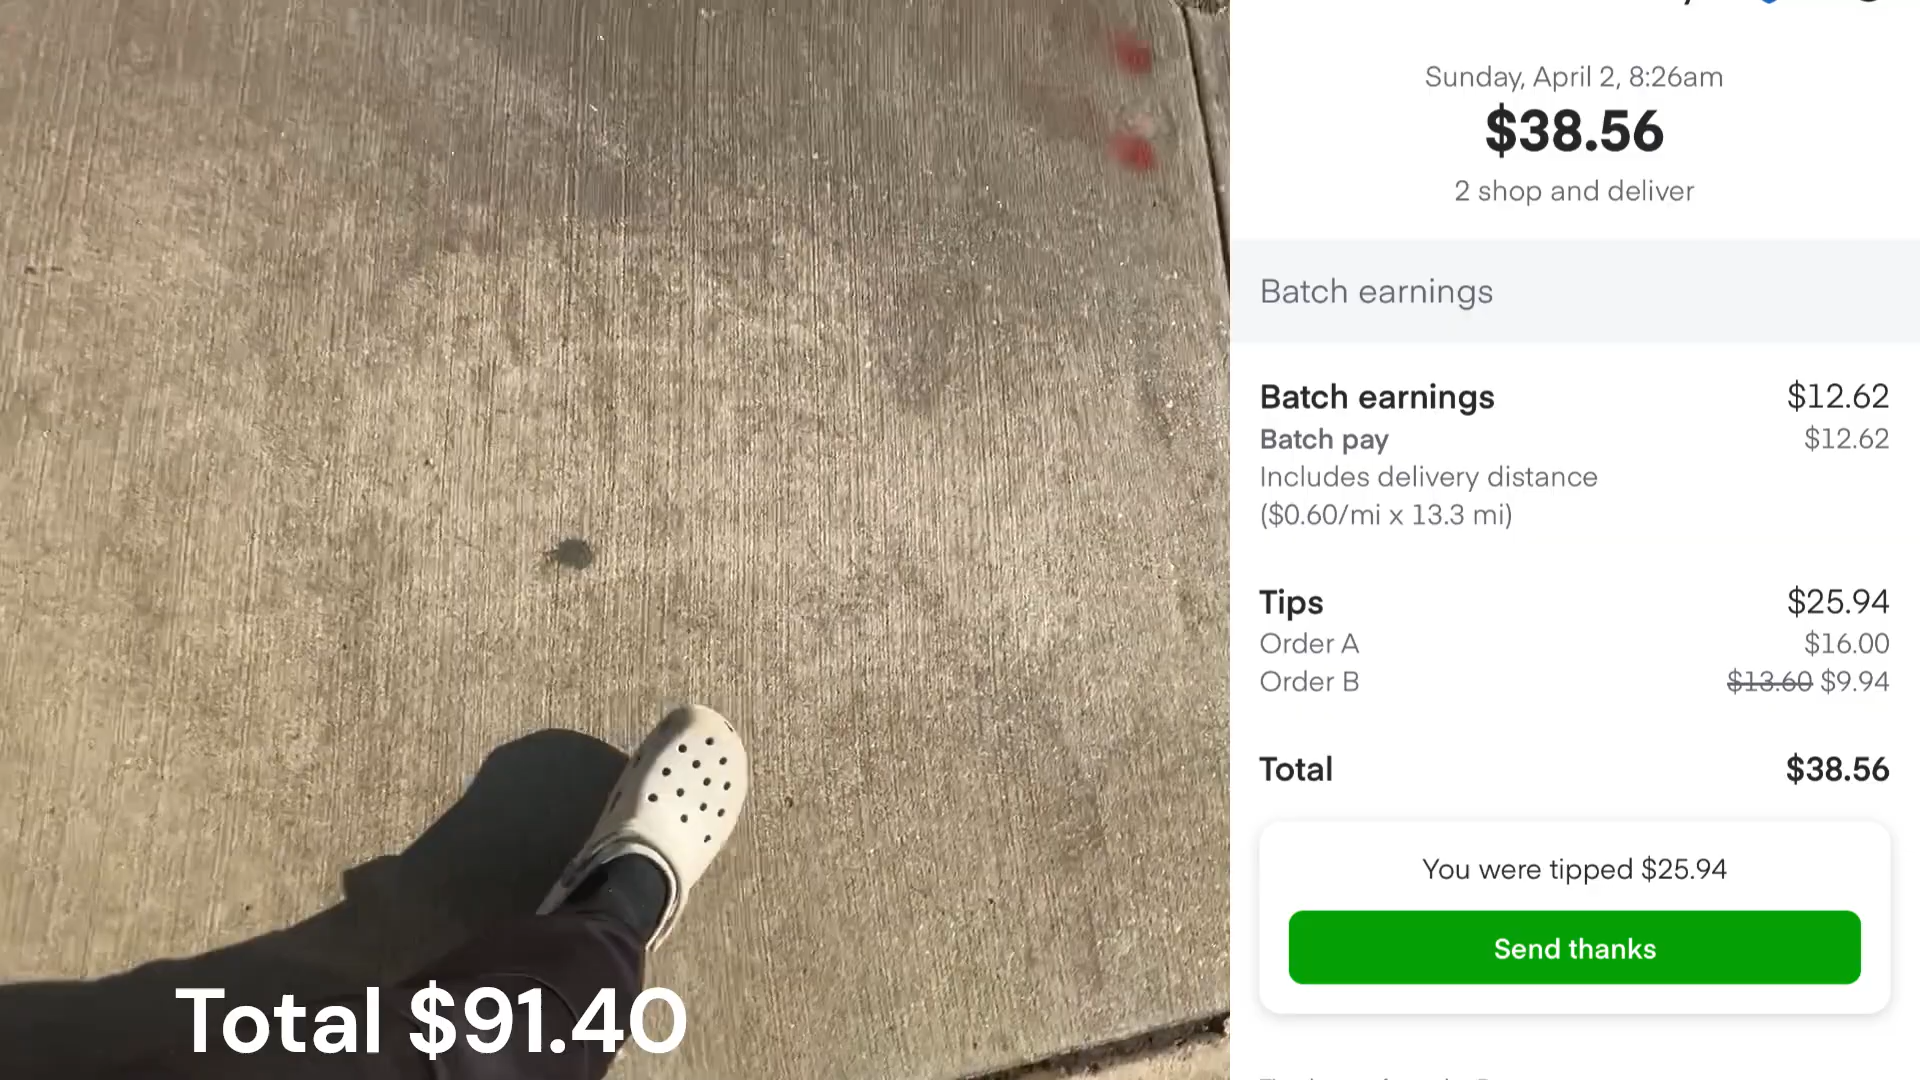 Sunday, April 2, 8:26am
$38.56
2 shop and deliver
Batch earnings
Batch earnings $12.62
Batch pay $12.62
Includes delivery distance
($0.60/mi x 13.3 mi)
Tips $25.94
Order A $16.00
Order B $13.60 $9.94
Total $38.56
You were tipped $25.94
Send thanks
Total $91.40